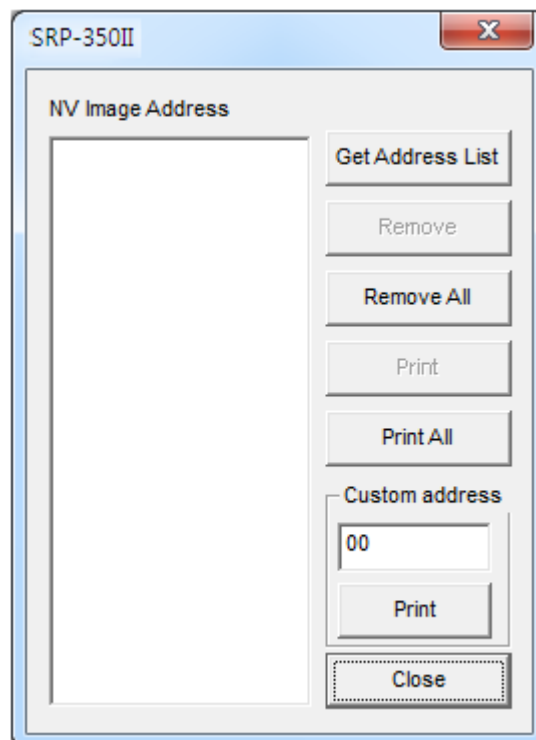 SRP-350II
NV Image Address
Get Address List
Remove
Remove All
Print
Print All
Custom address
00
Print
Close